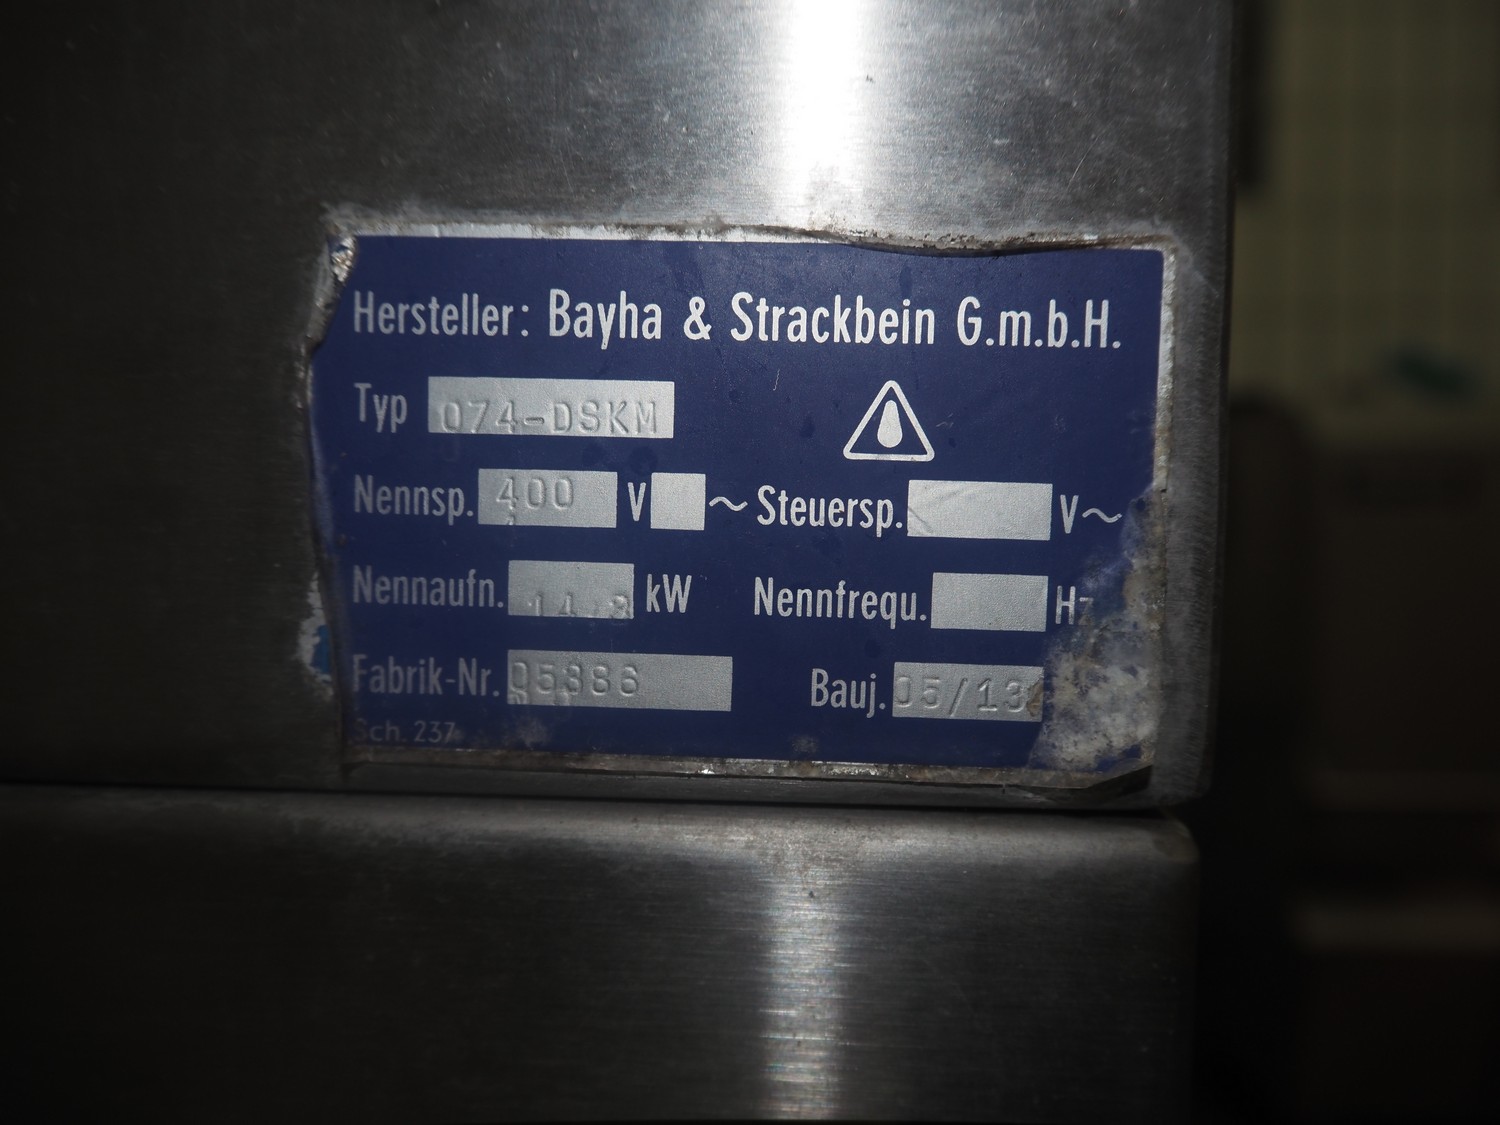 Hersteller: Bayha & Strackbein G.m.b.H.
Typ 074-DSKM
Nennsp. 400 V ~ Steuersp. V~
Nennaufn. kW Nennfrequ. Hz
Fabrik-Nr. 05386 Bauj. 05/13
Sch. 237